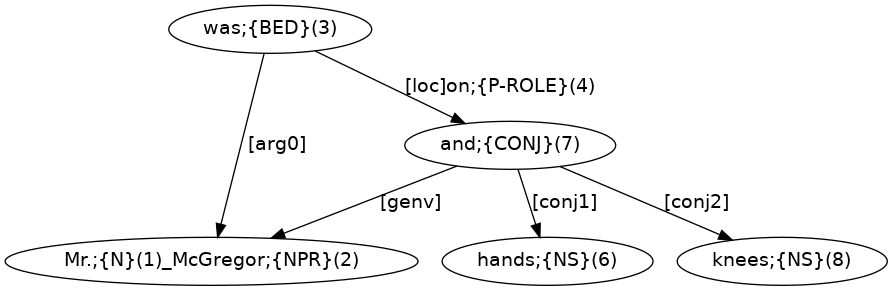 was;{BED}(3)
[loc]on;{P-ROLE}(4)
and;{CONJ}(7)
[arg0]
[genv]
[conj1]
[conj2]
Mr.;{N}(1)_McGregor;{NPR}(2)
hands;{NS}(6)
knees;{NS}(8)